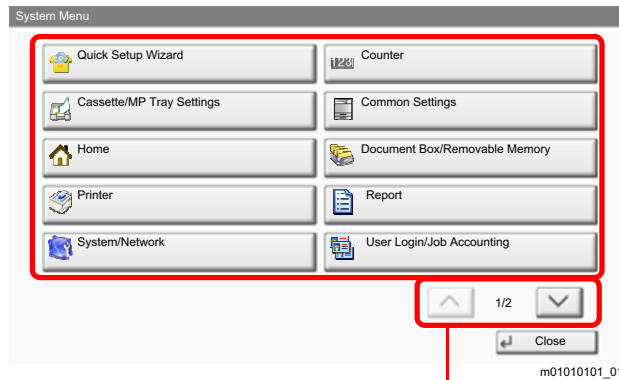 System Menu
Quick Setup Wizard
123
Counter
Cassette/MP Tray Settings
Common Settings
Home
Document Box/Removable Memory
Printer
Report
System/Network
User Login/Job Accounting
1/2
Close